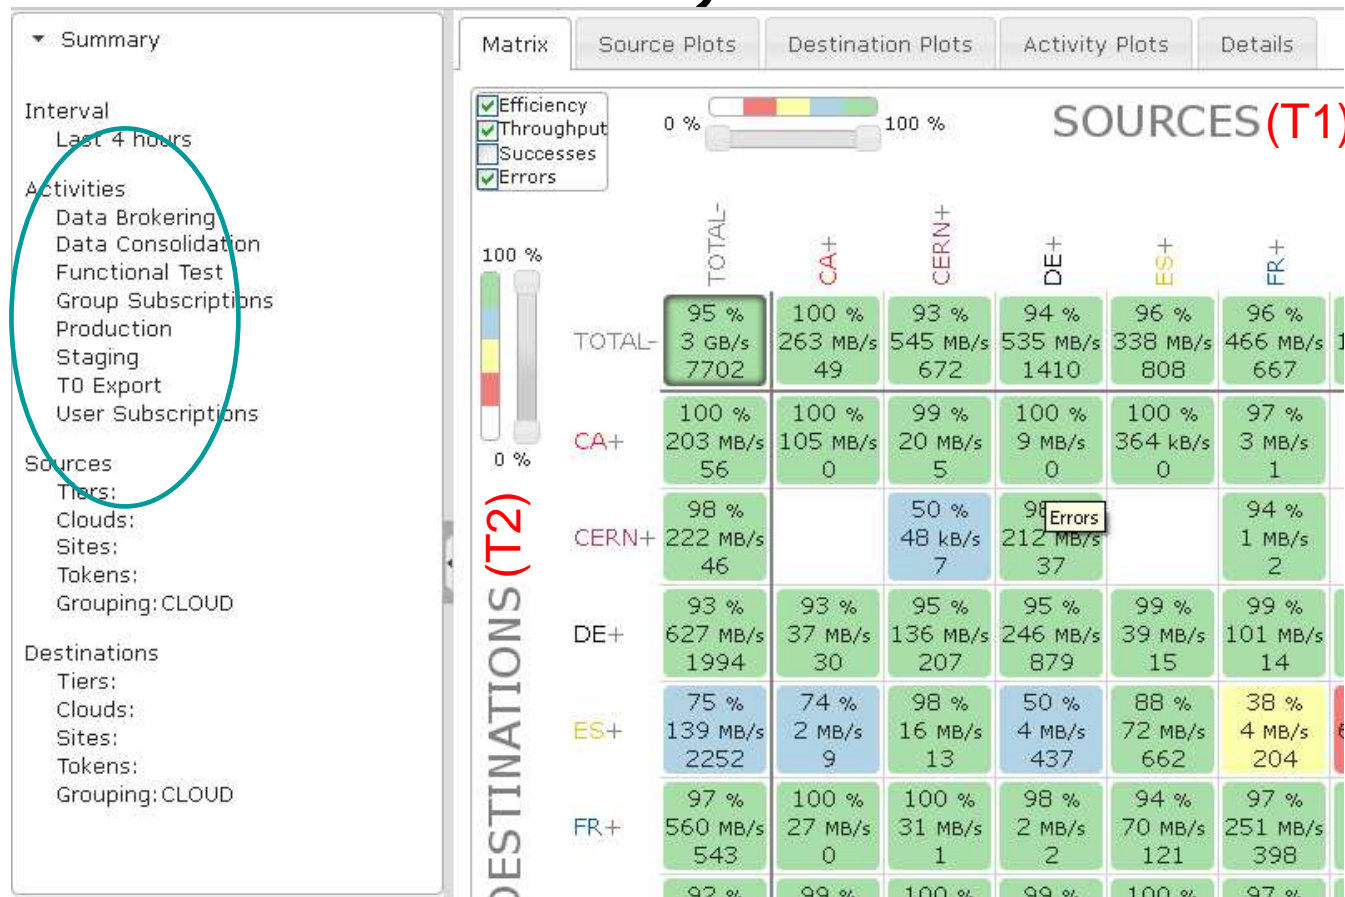 Summary
Interval
Last 4 hours
Activities
Data Brokering
Data Consolidation
Functional Test
Group Subscriptions
Production
Staging
T0 Export
User Subscriptions
Sources
Tiers:
Clouds:
Sites:
Tokens:
Grouping: CLOUD
Destinations
Tiers:
Clouds:
Sites:
Tokens:
Grouping: CLOUD
Matrix Source Plots Destination Plots Activity Plots Details
Efficiency
Throughput
Successes
Errors
0 % 100 %
SOURCES (T1)
100 %
0 %
DESTINATIONS (T2)
TOTAL- CA+ CERN+ DE+ ES+ FR+
95 % 100 % 93 % 94 % 96 % 96 %
TOTAL- 3 GB/s 263 MB/s 545 MB/s 535 MB/s 338 MB/s 466 MB/s
7702 49 672 1410 808 667
100 % 100 % 99 % 100 % 100 % 97 %
CA+ 203 MB/s 105 MB/s 20 MB/s 9 MB/s 364 kB/s 3 MB/s
56 0 5 0 0 1
98 % 50 % 94 %
Errors
CERN+ 222 MB/s 48 kB/s 212 MB/s 1 MB/s
46 7 37 2
93 % 93 % 95 % 95 % 99 % 99 %
DE+ 627 MB/s 37 MB/s 136 MB/s 246 MB/s 39 MB/s 101 MB/s
1994 30 207 879 15 14
75 % 74 % 98 % 50 % 88 % 38 %
ES+ 139 MB/s 2 MB/s 16 MB/s 4 MB/s 72 MB/s 4 MB/s
2252 9 13 437 662 204
97 % 100 % 100 % 98 % 94 % 97 %
FR+ 560 MB/s 27 MB/s 31 MB/s 2 MB/s 70 MB/s 251 MB/s
543 0 1 2 121 398
92 % 99 % 100 % 99 % 100 % 97 %